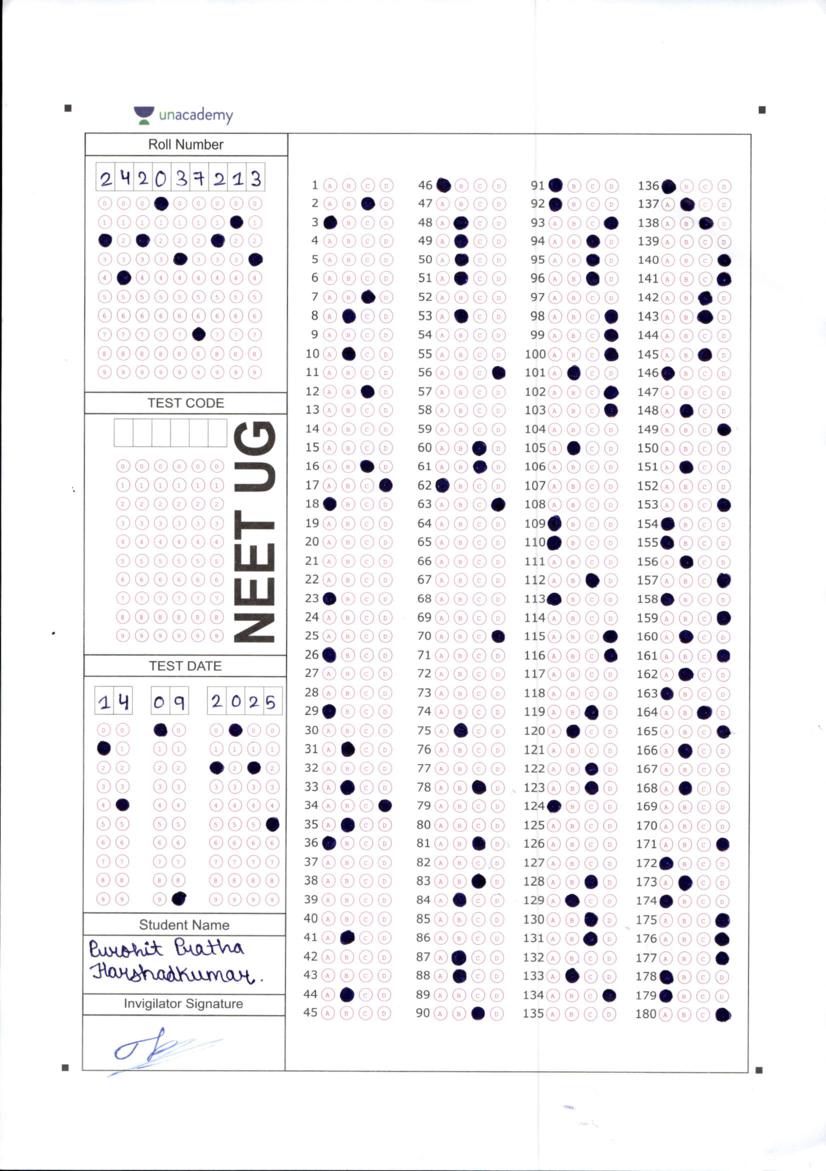 unacademy
Roll Number
2 4 2 0 3 7 2 1 3
TEST CODE
NEET UG
TEST DATE
1 4 0 9 2 0 2 5
Student Name
Purohit Pratha
Harshadkumar.
Invigilator Signature
1 A B C D 46 B C D 91 B C D 136 B C D
2 A B D 47 A B C D 92 B C D 137 A C D
3 B C D 48 A C D 93 A B C 138 A B D
4 A B C D 49 A C D 94 A B D 139 A B C D
5 A B C D 50 A C D 95 A B D 140 A B C
6 A B C D 51 A C D 96 A B D 141 A B C
7 A B D 52 A B C D 97 A B C D 142 A B D
8 A C D 53 A C D 98 A B C 143 A B D
9 A B C D 54 A B C D 99 A B C 144 A B C D
10 A C D 55 A B C D 100 A B C 145 A B D
11 A B C D 56 A B C 101 A C D 146 B C D
12 A B D 57 A B C D 102 A B C 147 A B C D
13 A B C D 58 A B C D 103 A B C 148 A C D
14 A B C D 59 A B C D 104 A B C D 149 A B C
15 A B C D 60 A B D 105 A C D 150 A B C D
16 A B D 61 A B D 106 A B C D 151 A C D
17 A B C 62 B C D 107 A B C D 152 A B C D
18 B C D 63 A B C 108 A B C D 153 A B C
19 A B C D 64 A B C D 109 B C D 154 B C D
20 A B C D 65 A B C D 110 B C D 155 B C D
21 A B C D 66 A B C D 111 A B C D 156 A C D
22 A B C D 67 A B C D 112 A B D 157 A B C
23 B C D 68 A B C D 113 B C D 158 B C D
24 A B C D 69 A B C D 114 A B C D 159 A B C
25 A B C D 70 A B C 115 A B C 160 A C D
26 B C D 71 A B C D 116 A B C 161 A B C
27 A B C D 72 A B C D 117 A B C D 162 A C D
28 A B C D 73 A B C D 118 A B C D 163 B C D
29 B C D 74 A B C D 119 A B D 164 A B D
30 A B C D 75 A C D 120 A C D 165 A B C
31 A C D 76 A B C D 121 A B C D 166 A C D
32 A B C D 77 A B C D 122 A B D 167 A B C D
33 A C D 78 A B D 123 A B D 168 A C D
34 A B C 79 A B C D 124 B C D 169 A B C D
35 A C D 80 A B C D 125 A B C D 170 A B C D
36 B C D 81 A B D 126 A B C D 171 A B C
37 A B C D 82 A B C D 127 A B C D 172 B C D
38 A B C D 83 A B D 128 A B D 173 A C D
39 A B C D 84 A C D 129 A C D 174 B C D
40 A B C D 85 A B C D 130 A B D 175 A B C
41 A C D 86 A B C D 131 A B D 176 A B C
42 A B C D 87 A C D 132 A B C D 177 A B C
43 A B C D 88 A C D 133 A C D 178 B C D
44 A C D 89 A B C D 134 A B C 179 B C D
45 A B C D 90 A B D 135 A B C D 180 A B C